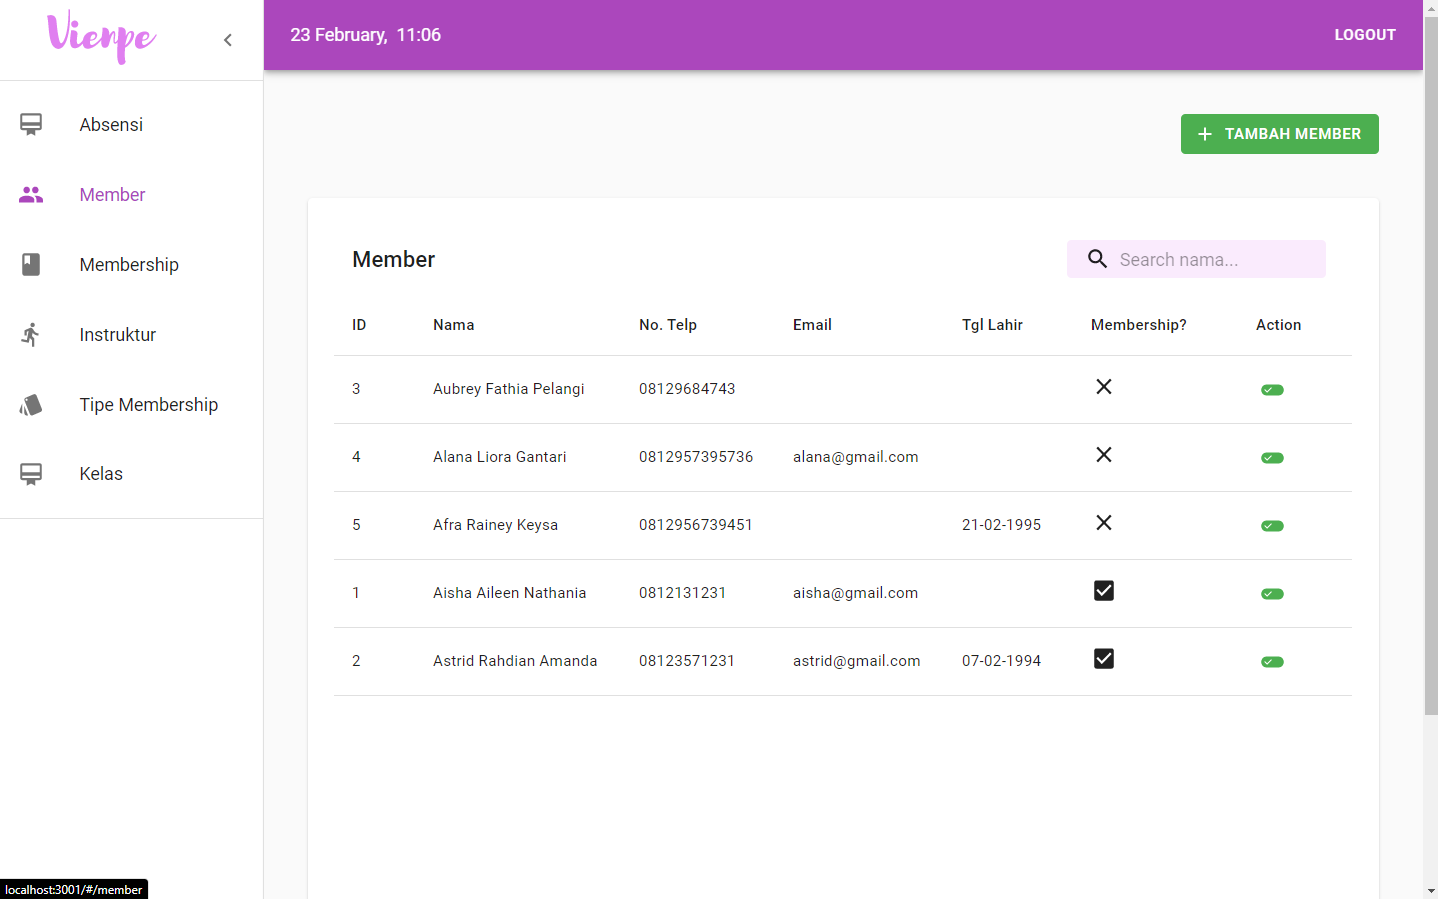 Vienpe
23 February, 11:06
LOGOUT
Absensi
Member
Membership
Instruktur
Tipe Membership
Kelas
TAMBAH MEMBER
Member
Search nama...
ID Nama No. Telp Email Tgl Lahir Membership? Action
3 Aubrey Fathia Pelangi 08129684743
4 Alana Liora Gantari 0812957395736 alana@gmail.com
5 Afra Rainey Keysa 0812956739451 21-02-1995
1 Aisha Aileen Nathania 0812131231 aisha@gmail.com
2 Astrid Rahdian Amanda 08123571231 astrid@gmail.com 07-02-1994
localhost:3001/#/member